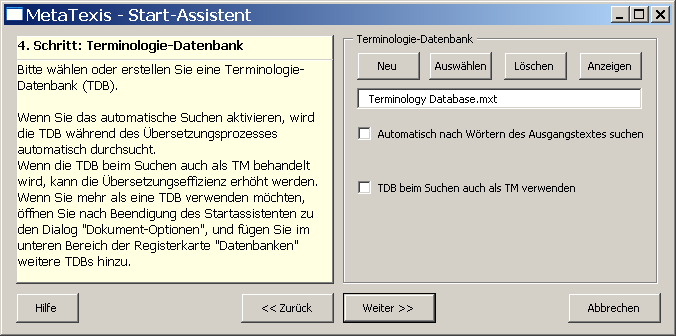 MetaTexis - Start-Assistent
4. Schritt: Terminologie-Datenbank
Bitte wählen oder erstellen Sie eine Terminologie-
Datenbank (TDB).
Wenn Sie das automatische Suchen aktivieren, wird
die TDB während des Übersetzungsprozesses
automatisch durchsucht.
Wenn die TDB beim Suchen auch als TM behandelt
wird, kann die Übersetzungseffizienz erhöht werden.
Wenn Sie mehr als eine TDB verwenden möchten,
öffnen Sie nach Beendigung des Startassistenten zu
den Dialog "Dokument-Optionen", und fügen Sie im
unteren Bereich der Registerkarte "Datenbanken"
weitere TDBs hinzu.
Terminologie-Datenbank
Neu Auswählen Löschen Anzeigen
Terminology Database.mxt
Automatisch nach Wörtern des Ausgangstextes suchen
TDB beim Suchen auch als TM verwenden
Hilfe << Zurück Weiter >> Abbrechen